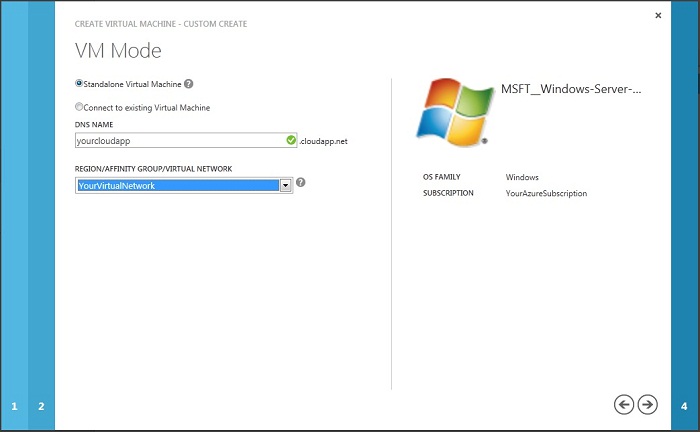 CREATE VIRTUAL MACHINE - CUSTOM CREATE
VM Mode
Standalone Virtual Machine ?
Connect to existing Virtual Machine
DNS NAME
yourcloudapp .cloudapp.net
REGION/AFFINITY GROUP/VIRTUAL NETWORK
YourVirtualNetwork ?
MSFT__Windows-Server-...
OS FAMILY Windows
SUBSCRIPTION YourAzureSubscription
1 2 4